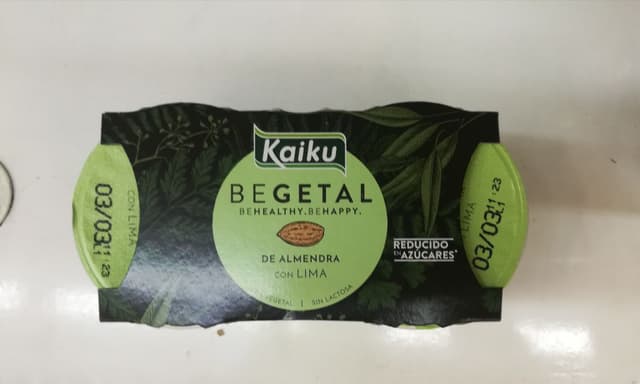 Kaiku
BEGETAL
BEHEALTHY.BEHAPPY.
DE ALMENDRA
CON LIMA
VEGETAL | SIN LACTOSA
REDUCIDO
EN AZÚCARES*
CON LIMA
03/03
23
LIMA
03/03
23